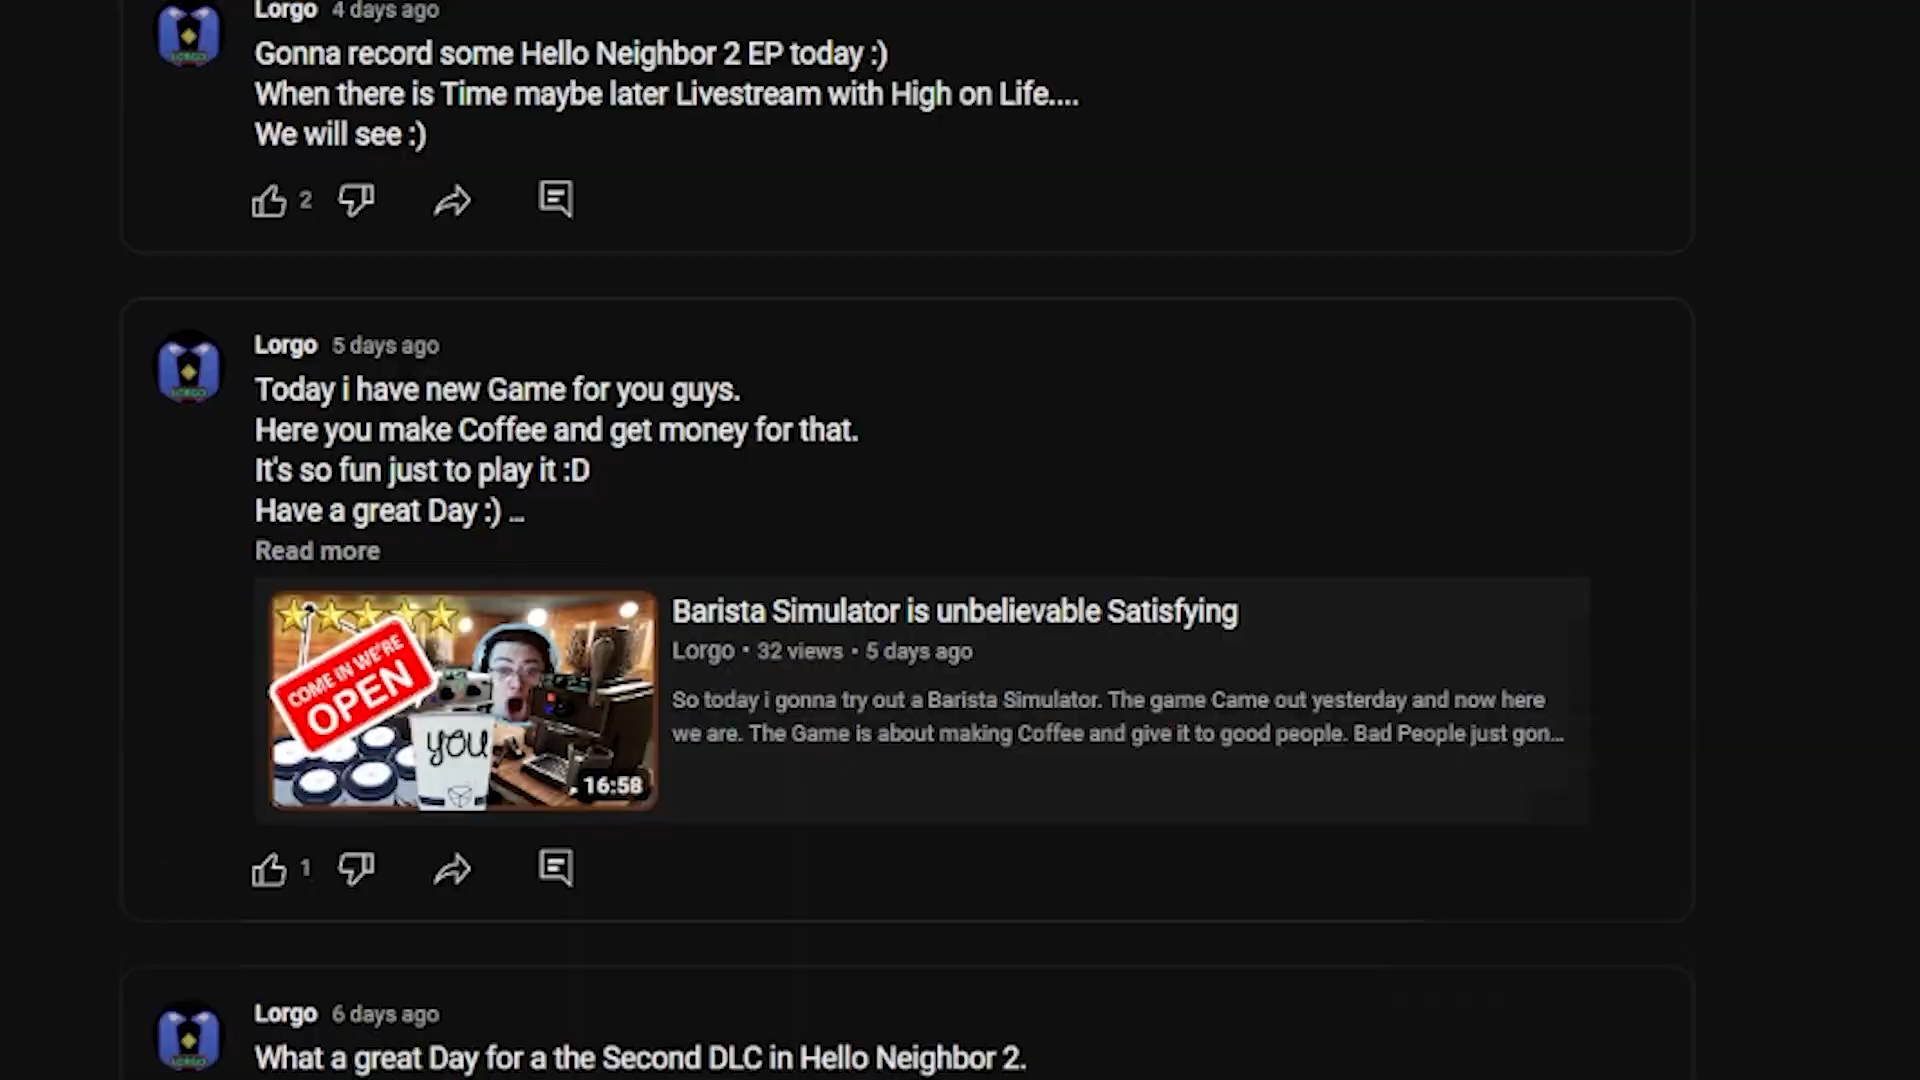 Lorgo 4 days ago
Gonna record some Hello Neighbor 2 EP today :)
When there is Time maybe later Livestream with High on Life....
We will see :)
2
Lorgo 5 days ago
Today i have new Game for you guys.
Here you make Coffee and get money for that.
It's so fun just to play it :D
Have a great Day :) ...
Read more
COME IN WE'RE
OPEN
you
16:58
Barista Simulator is unbelievable Satisfying
Lorgo • 32 views • 5 days ago
So today i gonna try out a Barista Simulator. The game Came out yesterday and now here
we are. The Game is about making Coffee and give it to good people. Bad People just gon...
1
Lorgo 6 days ago
LORGO
What a great Day for a the Second DLC in Hello Neighbor 2.